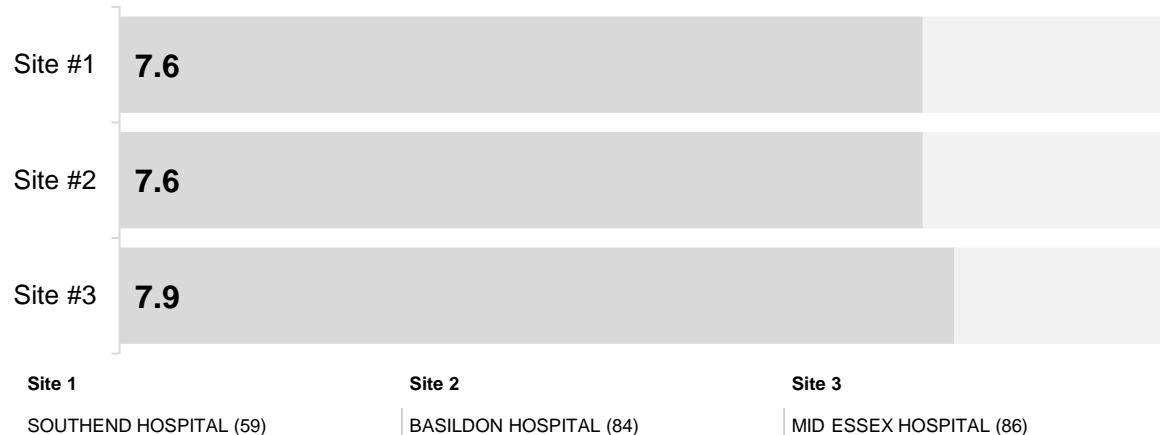 Site #1 7.6
Site #2 7.6
Site #3 7.9
Site 1 Site 2 Site 3
SOUTHEND HOSPITAL (59) BASILDON HOSPITAL (84) MID ESSEX HOSPITAL (86)